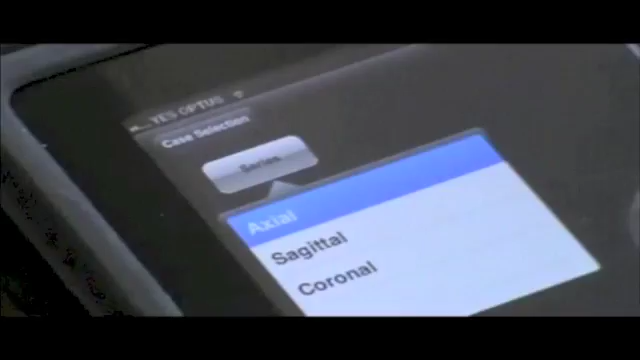 YES OPTUS
Case Selection
Series
Axial
Sagittal
Coronal